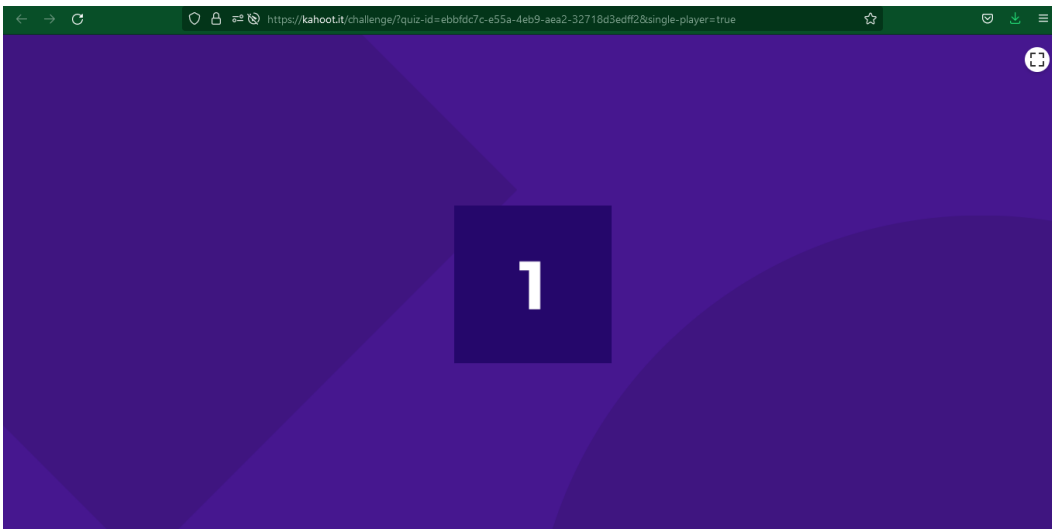 https://kahoot.it/challenge/?quiz-id=ebbfdc7c-e55a-4eb9-aea2-32718d3edff2&single-player=true
1